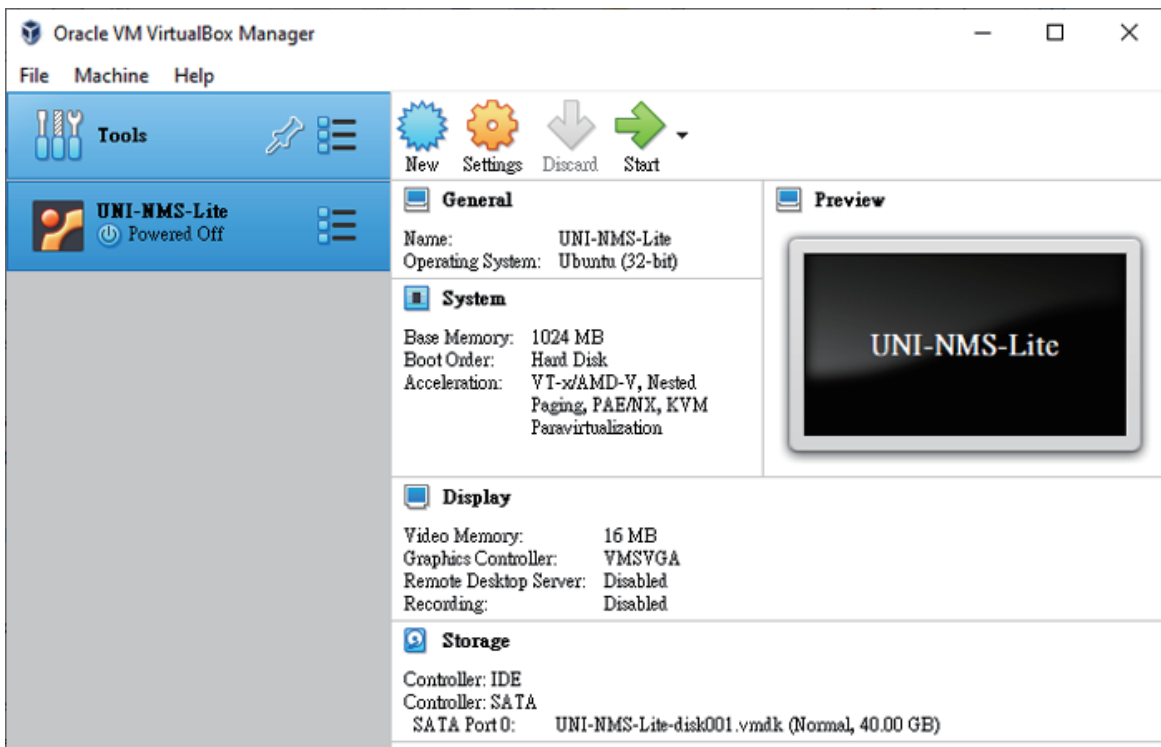 Oracle VM VirtualBox Manager
File Machine Help
Tools
New Settings Discard Start
UNI-NMS-Lite
Powered Off
General
Name: UNI-NMS-Lite
Operating System: Ubuntu (32-bit)
System
Base Memory: 1024 MB
Boot Order: Hard Disk
Acceleration: VT-x/AMD-V, Nested
Paging, PAE/NX, KVM
Paravirtualization
Preview
UNI-NMS-Lite
Display
Video Memory: 16 MB
Graphics Controller: VMSVGA
Remote Desktop Server: Disabled
Recording: Disabled
Storage
Controller: IDE
Controller: SATA
SATA Port 0: UNI-NMS-Lite-disk001.vmdk (Normal, 40.00 GB)